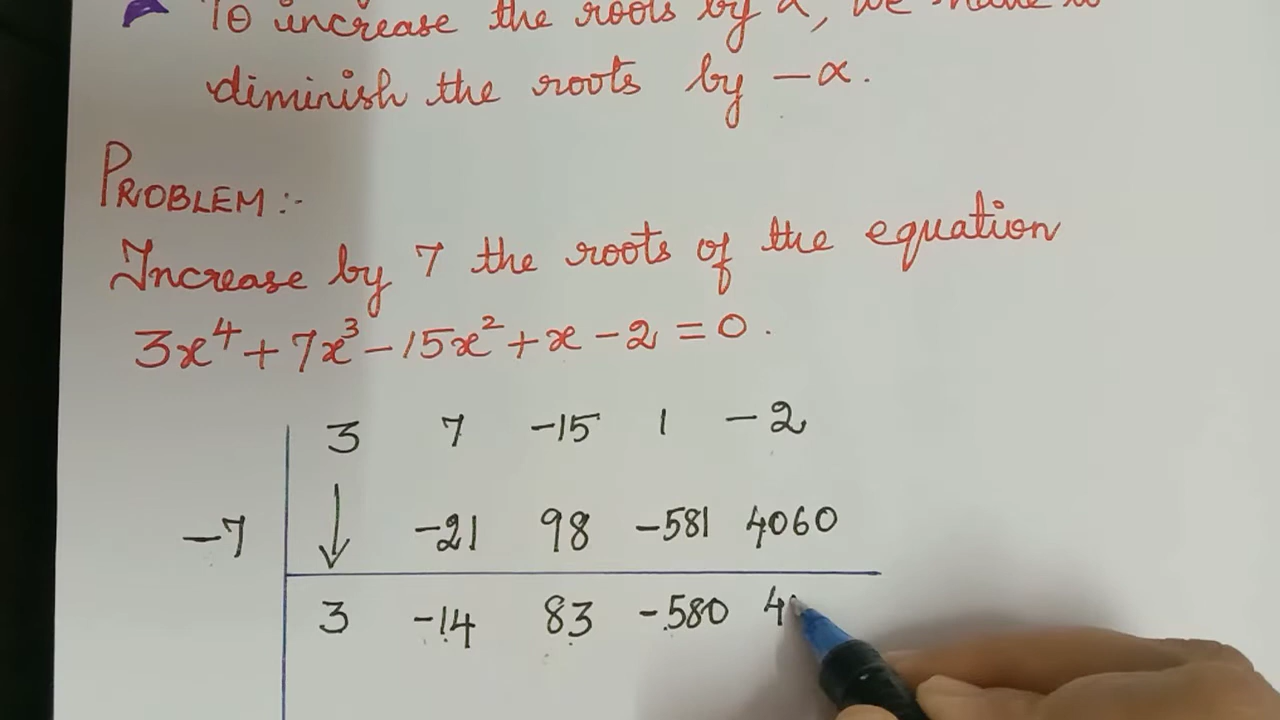 To increase the roots by α, we have to
diminish the roots by -α.
PROBLEM:-
Increase by 7 the roots of the equation
3x⁴+7x³-15x²+x-2=0.
3 7 -15 1 -2
-7 ↓ -21 98 -581 4060
3 -14 83 -580 4